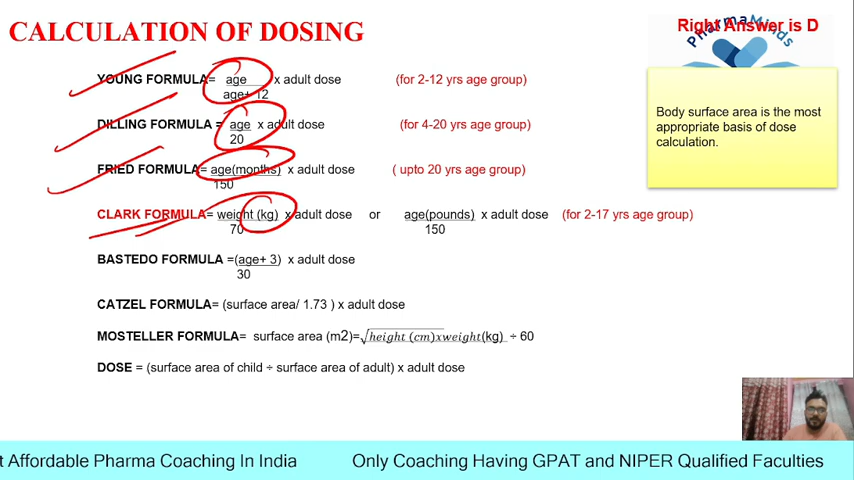 CALCULATION OF DOSING
PharmaMinds
Right Answer is D
YOUNG FORMULA= age x adult dose (for 2-12 yrs age group)
age+ 12
DILLING FORMULA = age x adult dose (for 4-20 yrs age group)
20
FRIED FORMULA= age(months) x adult dose ( upto 20 yrs age group)
150
CLARK FORMULA= weight (kg) x adult dose or age(pounds) x adult dose (for 2-17 yrs age group)
70 150
BASTEDO FORMULA =(age+ 3) x adult dose
30
CATZEL FORMULA= (surface area/ 1.73 ) x adult dose
MOSTELLER FORMULA= surface area (m2)=√height (cm)xweight(kg) ÷ 60
DOSE = (surface area of child ÷ surface area of adult) x adult dose
Body surface area is the most
appropriate basis of dose
calculation.
t Affordable Pharma Coaching In India Only Coaching Having GPAT and NIPER Qualified Faculties